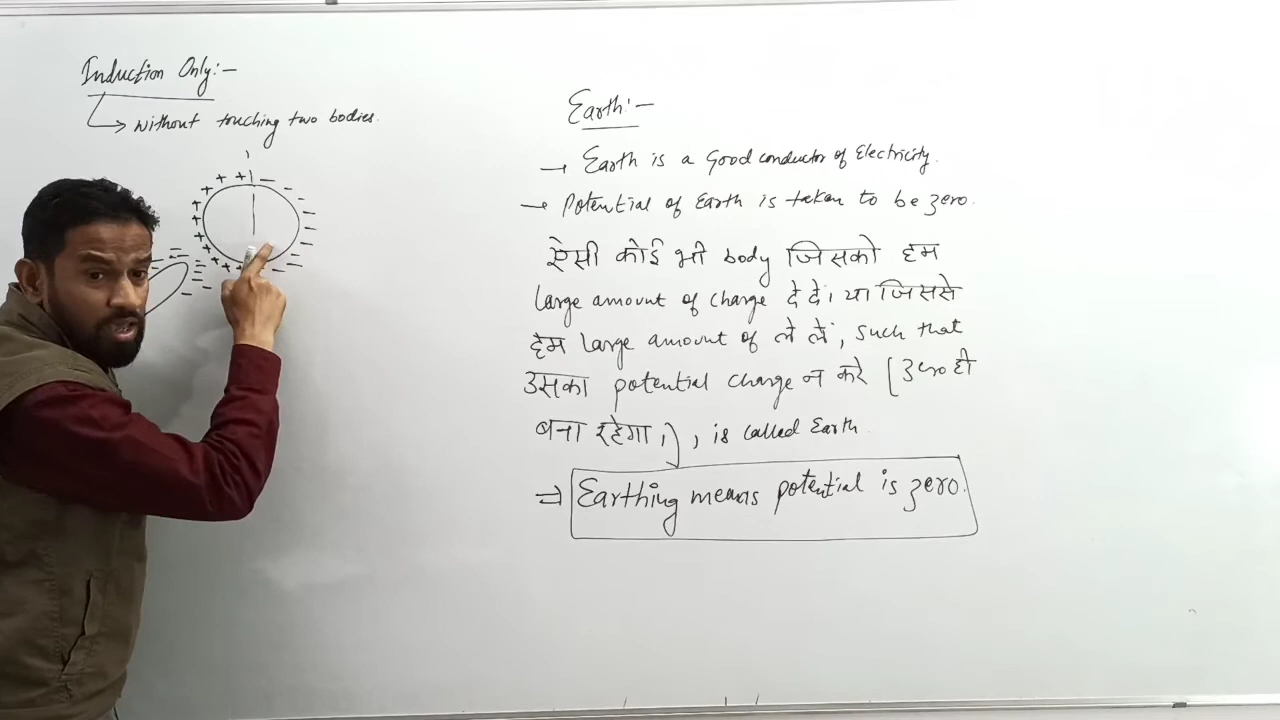 Induction Only:-
without touching two bodies.
Earth:-
→ Earth is a Good conductor of Electricity.
→ Potential of Earth is taken to be zero.
ऐसी कोई भी body जिसको हम
large amount of charge दे दें। या जिससे
हम large amount of ले लें, such that
उसका potential charge न करे [zero ही
बना रहेगा।], is called Earth
⇒ Earthing means potential is zero.